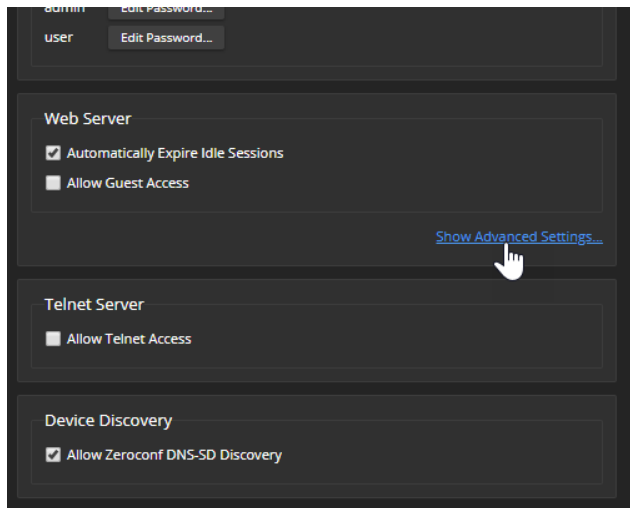 admin Edit Password...
user Edit Password...
Web Server
Automatically Expire Idle Sessions
Allow Guest Access
Show Advanced Settings...
Telnet Server
Allow Telnet Access
Device Discovery
Allow Zeroconf DNS-SD Discovery